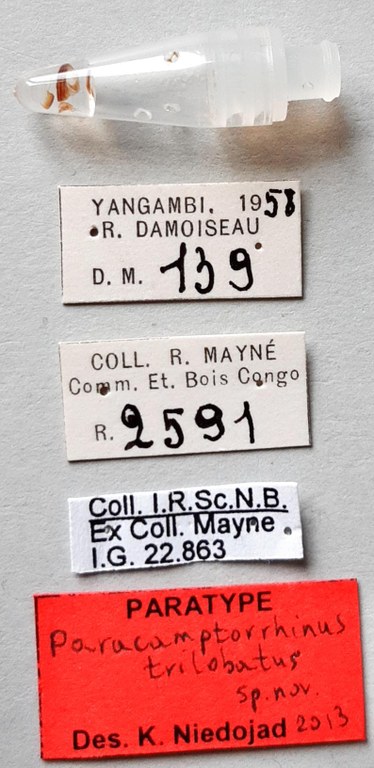 YANGAMBI. 1958
R. DAMOISEAU
D. M. 139
COLL. R. MAYNÉ
Comm. Et. Bois Congo
R. 2591
Coll. I.R.Sc.N.B.
Ex Coll. Mayne
I.G. 22.863
PARATYPE
Paracamptorrhinus
trilobatus
sp. nov.
Des. K. Niedojad 2013